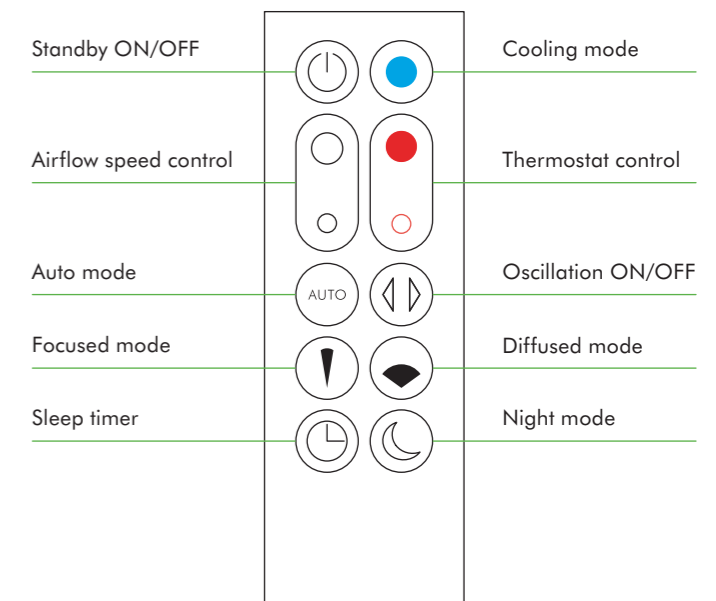 Standby ON/OFF
Cooling mode
Airflow speed control
Thermostat control
Auto mode
AUTO
Oscillation ON/OFF
Focused mode
Diffused mode
Sleep timer
Night mode